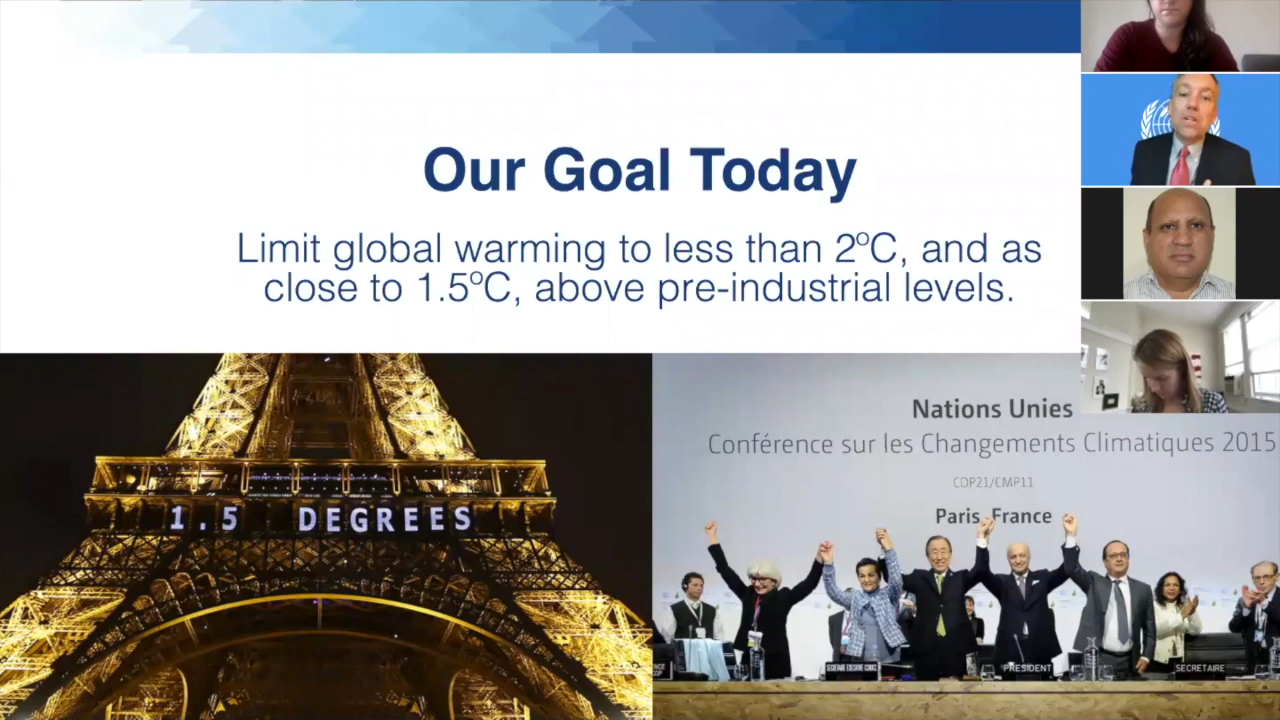 Our Goal Today
Limit global warming to less than 2ºC, and as
close to 1.5ºC, above pre-industrial levels.
1.5 DEGREES
Nations Unies
Conférence sur les Changements Climatiques 2015
COP21/CMP11
Paris, France
PRESIDENT
SECRETAIRE